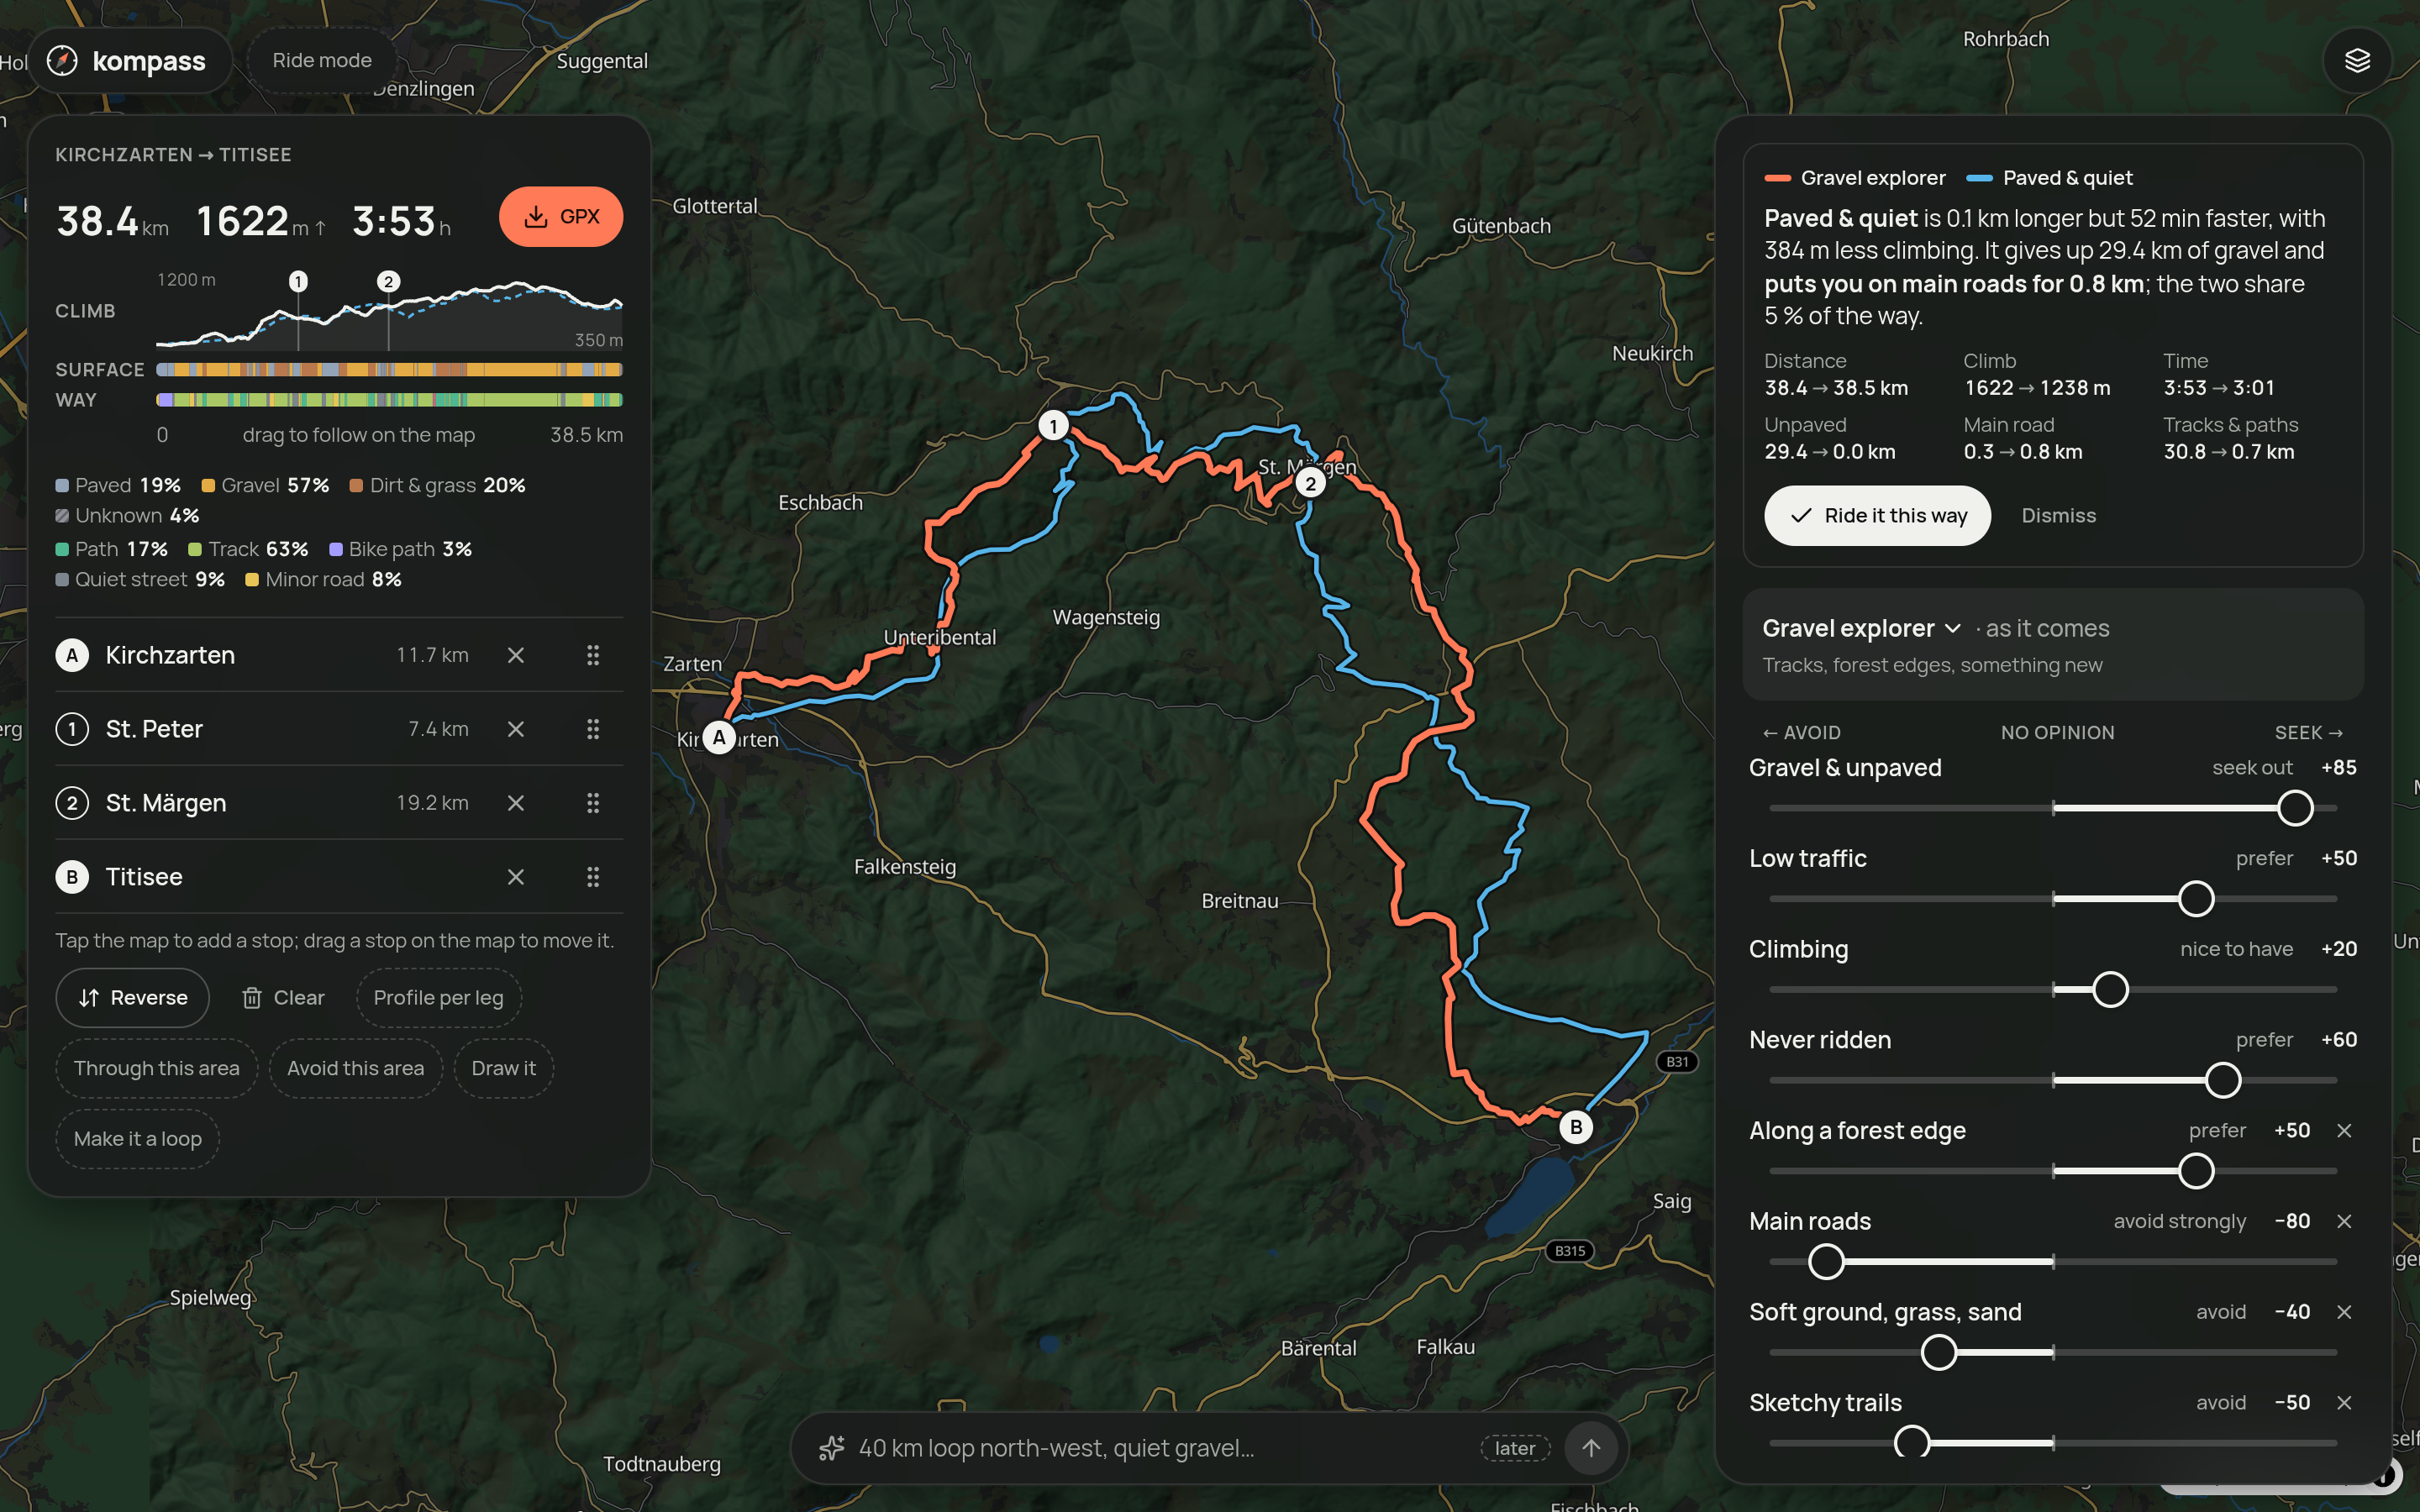 kompass
Ride mode
KIRCHZARTEN → TITISEE
38.4 km 1622 m ↑ 3:53 h
GPX
1200 m
1 2
CLIMB
350 m
SURFACE
WAY
0 drag to follow on the map 38.5 km
Paved 19% Gravel 57% Dirt & grass 20%
Unknown 4%
Path 17% Track 63% Bike path 3%
Quiet street 9% Minor road 8%
A Kirchzarten 11.7 km
1 St. Peter 7.4 km
2 St. Märgen 19.2 km
B Titisee
Tap the map to add a stop; drag a stop on the map to move it.
Reverse Clear Profile per leg
Through this area Avoid this area Draw it
Make it a loop
Suggental
Denzlingen
Glottertal
Rohrbach
Gütenbach
Neukirch
1
St. Märgen
2
Eschbach
Wagensteig
Unteribental
Zarten
A
Falkensteig
Breitnau
B31
B
Saig
B315
Spielweg
Bärental
Falkau
Todtnauberg
Fischbach
40 km loop north-west, quiet gravel...
later
Gravel explorer Paved & quiet
Paved & quiet is 0.1 km longer but 52 min faster, with
384 m less climbing. It gives up 29.4 km of gravel and
puts you on main roads for 0.8 km; the two share
5 % of the way.
Distance Climb Time
38.4 → 38.5 km 1622 → 1238 m 3:53 → 3:01
Unpaved Main road Tracks & paths
29.4 → 0.0 km 0.3 → 0.8 km 30.8 → 0.7 km
Ride it this way Dismiss
Gravel explorer · as it comes
Tracks, forest edges, something new
← AVOID NO OPINION SEEK →
Gravel & unpaved seek out +85
Low traffic prefer +50
Climbing nice to have +20
Never ridden prefer +60
Along a forest edge prefer +50
Main roads avoid strongly −80
Soft ground, grass, sand avoid −40
Sketchy trails avoid −50